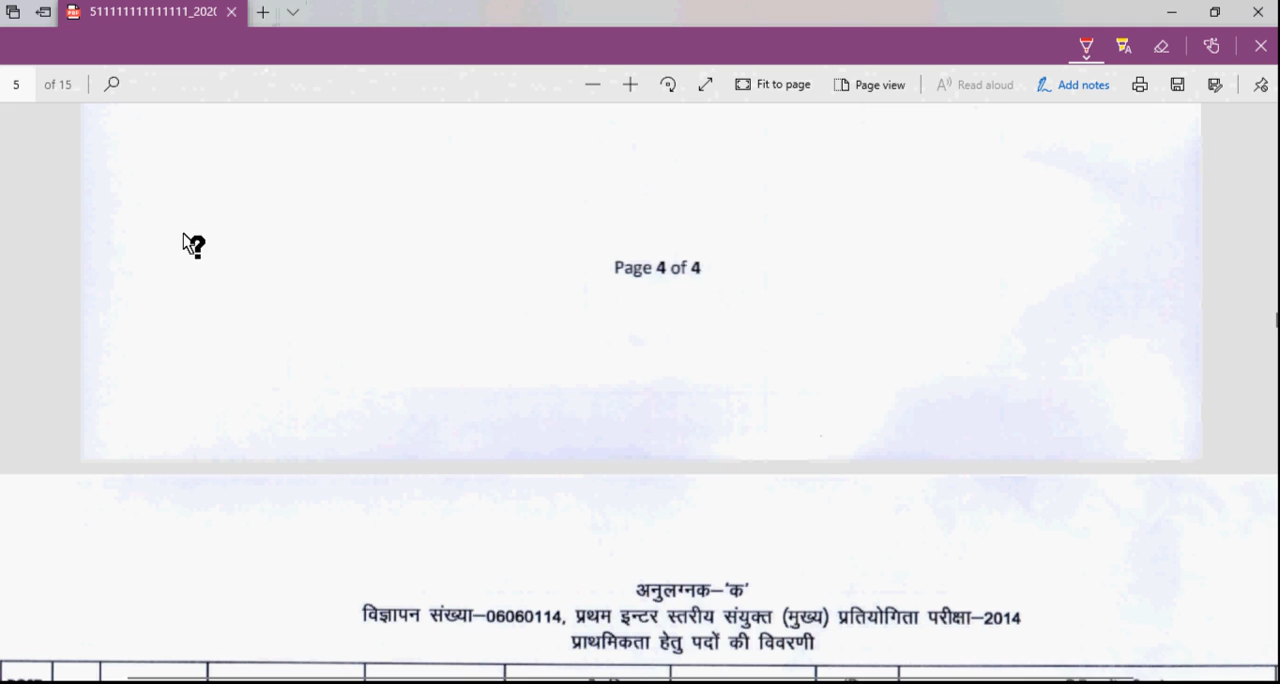 511111111111111_202
5 of 15 Fit to page Page view Read aloud Add notes
Page 4 of 4
अनुलग्नक–'क'
विज्ञापन संख्या–06060114, प्रथम इन्टर स्तरीय संयुक्त (मुख्य) प्रतियोगिता परीक्षा–2014
प्राथमिकता हेतु पदों की विवरणी